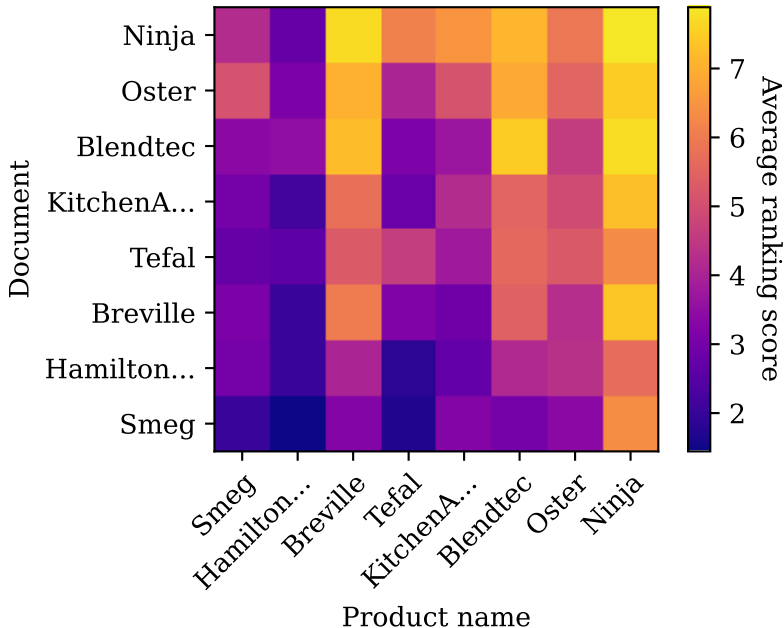 Document
Ninja
Oster
Blendtec
KitchenA...
Tefal
Breville
Hamilton...
Smeg
Smeg
Hamilton...
Breville
Tefal
KitchenA...
Blendtec
Oster
Ninja
Product name
7
6
5
4
3
2
Average ranking score